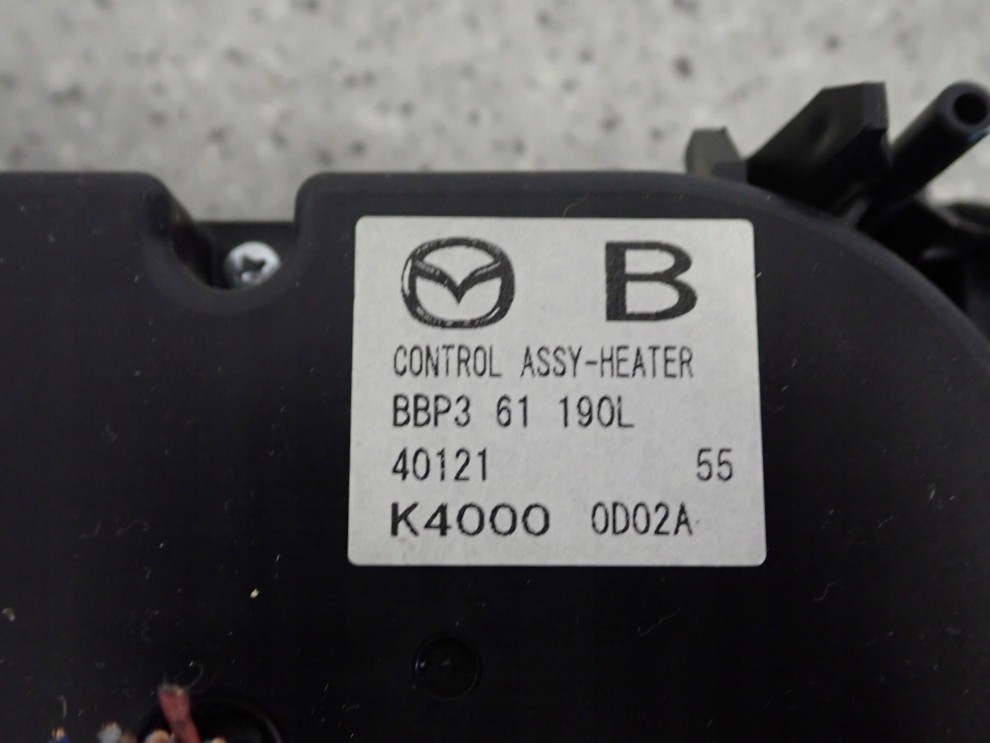 B
CONTROL ASSY-HEATER
BBP3 61 190L
40121 55
K4000 0D02A